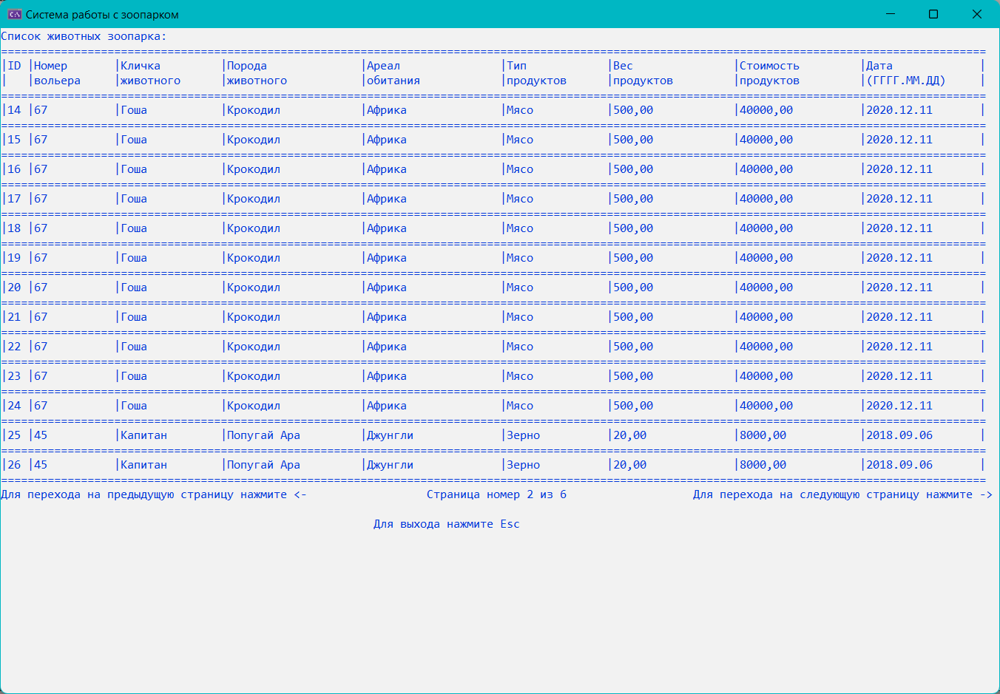 Система работы с зоопарком
Список животных зоопарка:
====================================================================================================================================================
|ID |Номер       |Кличка         |Порода              |Ареал               |Тип            |Вес               |Стоимость         |Дата             |
|   |вольера     |животного      |животного           |обитания            |продуктов      |продуктов         |продуктов         |(ГГГГ.ММ.ДД)     |
====================================================================================================================================================
|14 |67          |Гоша           |Крокодил            |Африка              |Мясо           |500,00            |40000,00          |2020.12.11       |
====================================================================================================================================================
|15 |67          |Гоша           |Крокодил            |Африка              |Мясо           |500,00            |40000,00          |2020.12.11       |
====================================================================================================================================================
|16 |67          |Гоша           |Крокодил            |Африка              |Мясо           |500,00            |40000,00          |2020.12.11       |
====================================================================================================================================================
|17 |67          |Гоша           |Крокодил            |Африка              |Мясо           |500,00            |40000,00          |2020.12.11       |
====================================================================================================================================================
|18 |67          |Гоша           |Крокодил            |Африка              |Мясо           |500,00            |40000,00          |2020.12.11       |
====================================================================================================================================================
|19 |67          |Гоша           |Крокодил            |Африка              |Мясо           |500,00            |40000,00          |2020.12.11       |
====================================================================================================================================================
|20 |67          |Гоша           |Крокодил            |Африка              |Мясо           |500,00            |40000,00          |2020.12.11       |
====================================================================================================================================================
|21 |67          |Гоша           |Крокодил            |Африка              |Мясо           |500,00            |40000,00          |2020.12.11       |
====================================================================================================================================================
|22 |67          |Гоша           |Крокодил            |Африка              |Мясо           |500,00            |40000,00          |2020.12.11       |
====================================================================================================================================================
|23 |67          |Гоша           |Крокодил            |Африка              |Мясо           |500,00            |40000,00          |2020.12.11       |
====================================================================================================================================================
|24 |67          |Гоша           |Крокодил            |Африка              |Мясо           |500,00            |40000,00          |2020.12.11       |
====================================================================================================================================================
|25 |45          |Капитан        |Попугай Ара         |Джунгли             |Зерно          |20,00             |8000,00           |2018.09.06       |
====================================================================================================================================================
|26 |45          |Капитан        |Попугай Ара         |Джунгли             |Зерно          |20,00             |8000,00           |2018.09.06       |
====================================================================================================================================================
Для перехода на предыдущую страницу нажмите <-                  Страница номер 2 из 6                   Для перехода на следующую страницу нажмите ->
Для выхода нажмите Esc